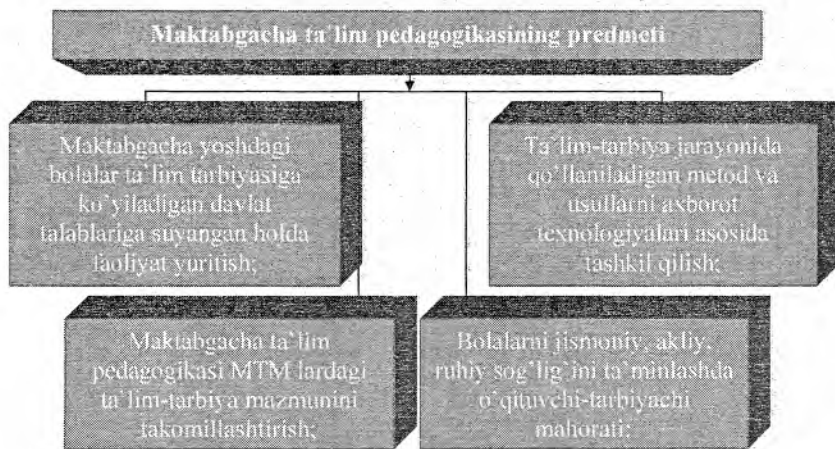 Maktabgacha ta`lim pedagogikasining predmeti
Maktabgacha yoshdagi
bolalar ta`lim tarbiyasiga
ko`yiladigan davlat
talablariga suyangan holda
faoliyat yuritish;
Ta`lim-tarbiya jarayonida
qo`llaniladigan metod va
usullarni axborot
texnologiyalari asosida
tashkil qilish;
Maktabgacha ta`lim
pedagogikasi MTM lardagi
ta`lim-tarbiya mazmunini
takomillashtirish;
Bolalarni jismoniy, akliy,
ruhiy sog`lig`ini ta`minlashda
o`qituvchi-tarbiyachi
mahorati;